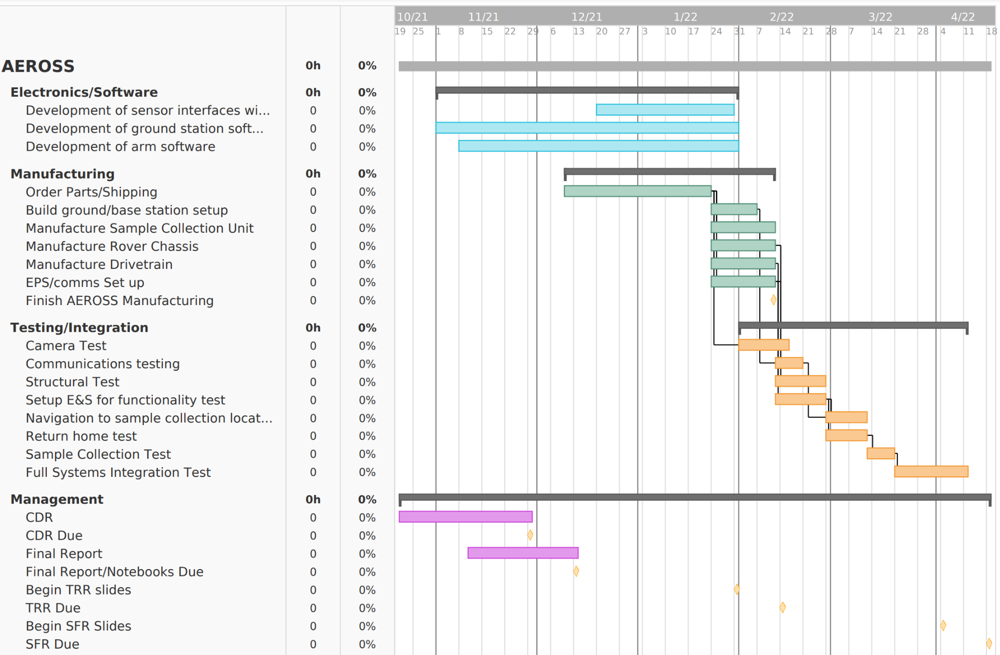 10/21 11/21 12/21 1/22 2/22 3/22 4/22
19 25 1 8 15 22 29 6 13 20 27 3 10 17 24 31 7 14 21 28 7 14 21 28 4 11 18
AEROSS 0h 0%
Electronics/Software 0h 0%
Development of sensor interfaces wi... 0 0%
Development of ground station soft... 0 0%
Development of arm software 0 0%
Manufacturing 0h 0%
Order Parts/Shipping 0 0%
Build ground/base station setup 0 0%
Manufacture Sample Collection Unit 0 0%
Manufacture Rover Chassis 0 0%
Manufacture Drivetrain 0 0%
EPS/comms Set up 0 0%
Finish AEROSS Manufacturing 0 0%
Testing/Integration 0h 0%
Camera Test 0 0%
Communications testing 0 0%
Structural Test 0 0%
Setup E&S for functionality test 0 0%
Navigation to sample collection locat... 0 0%
Return home test 0 0%
Sample Collection Test 0 0%
Full Systems Integration Test 0 0%
Management 0h 0%
CDR 0 0%
CDR Due 0 0%
Final Report 0 0%
Final Report/Notebooks Due 0 0%
Begin TRR slides 0 0%
TRR Due 0 0%
Begin SFR Slides 0 0%
SFR Due 0 0%